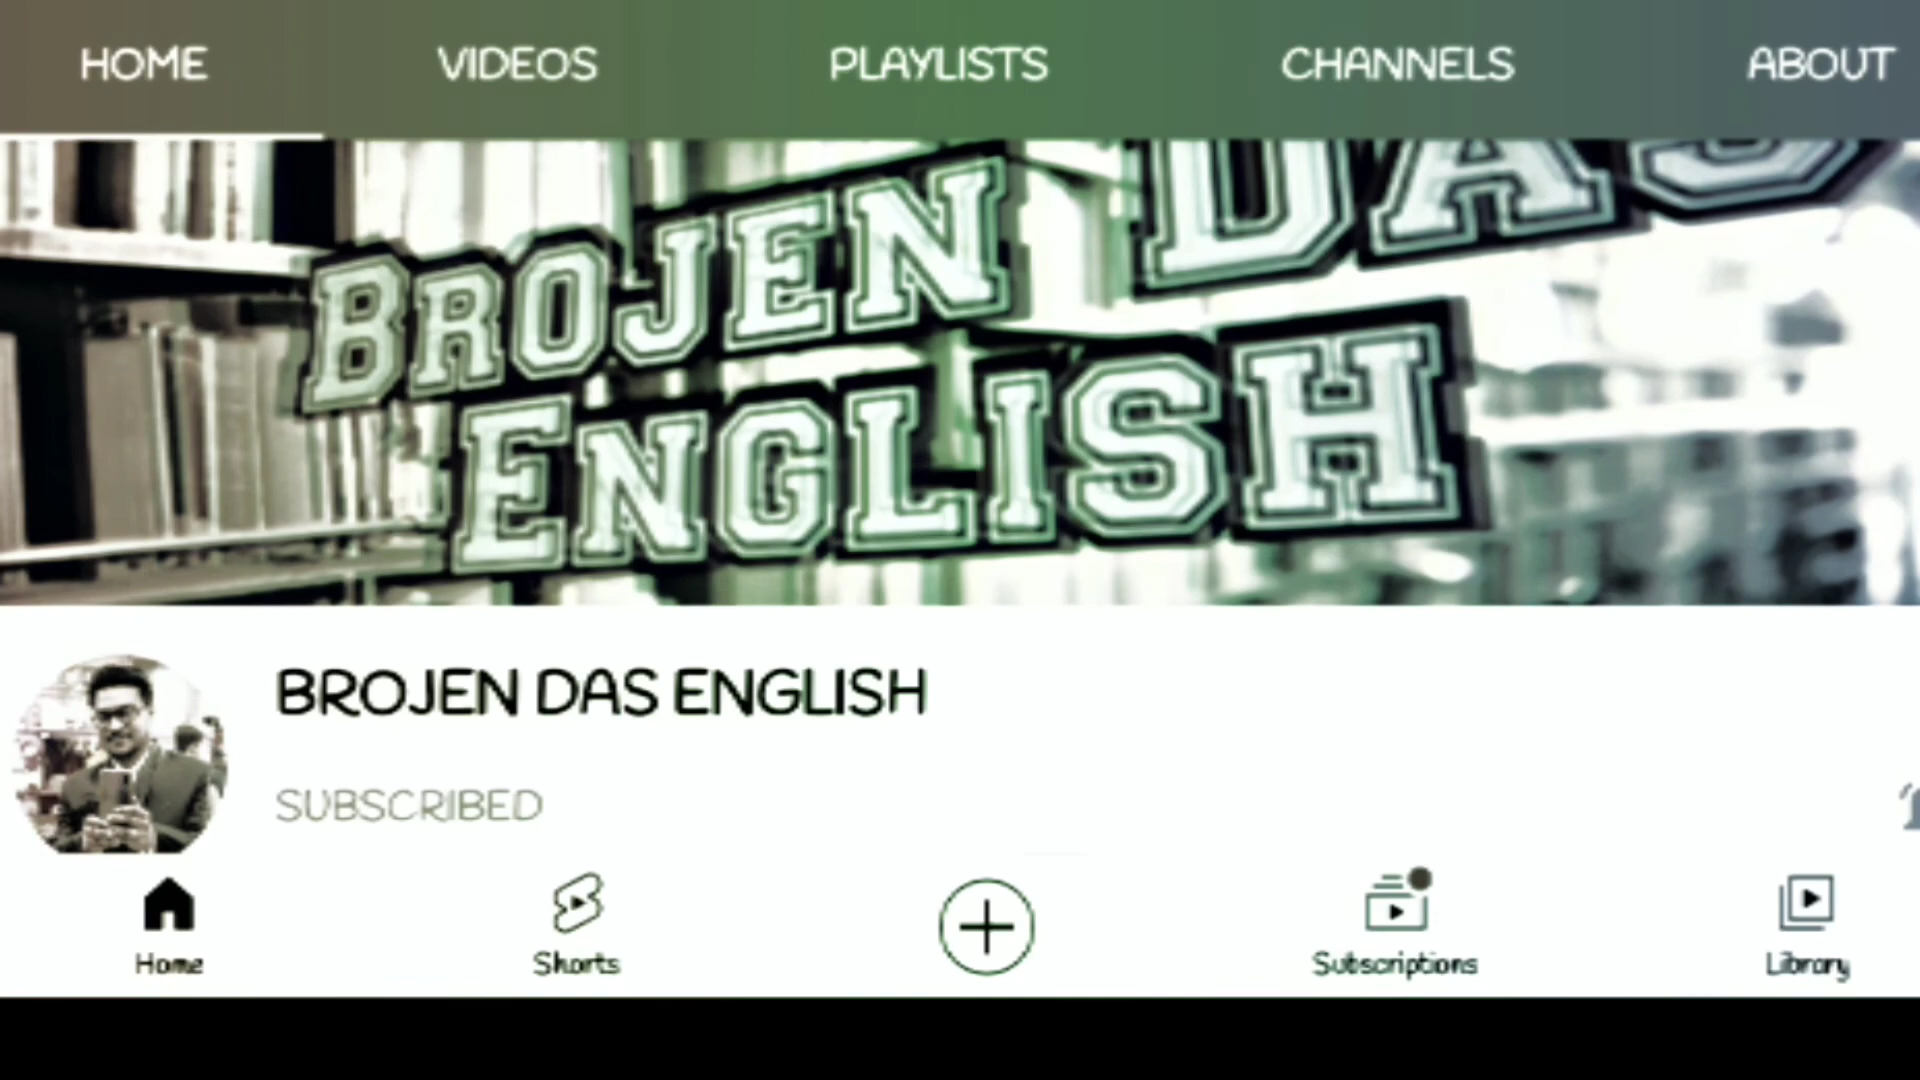 HOME VIDEOS PLAYLISTS CHANNELS ABOUT
BROJEN DAS
ENGLISH
BROJEN DAS ENGLISH
SUBSCRIBED
Home Shorts Subscriptions Library